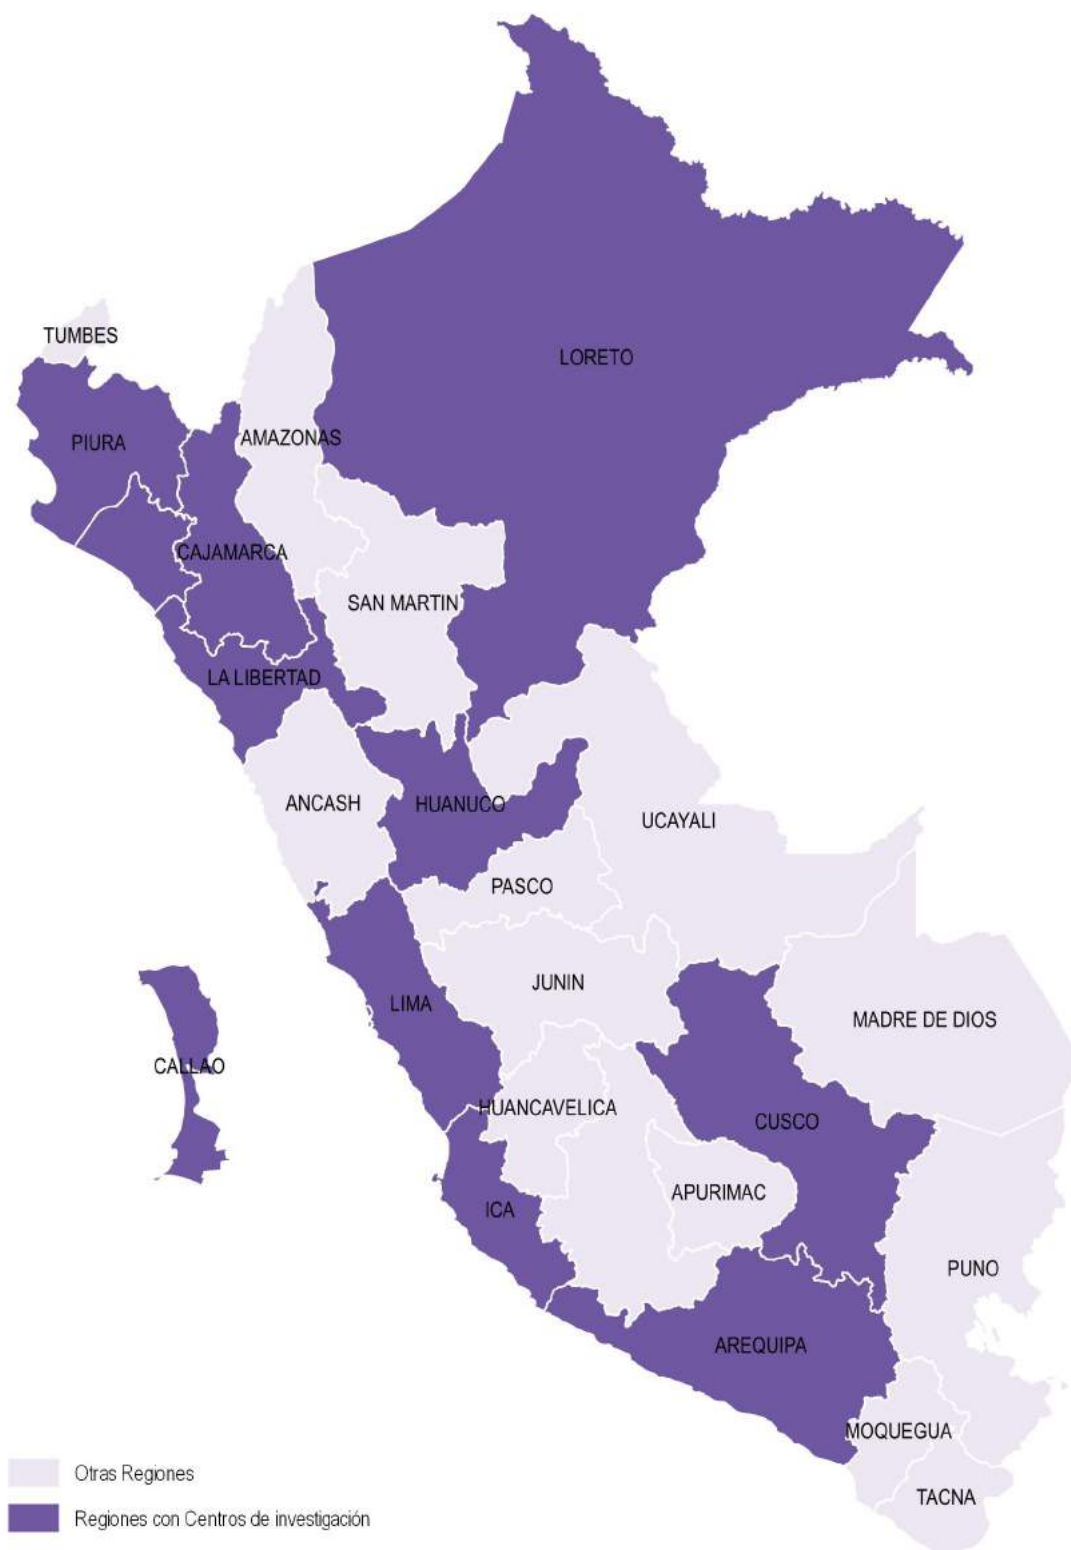 LORETO
TUMBES
PIURA
AMAZONAS
CAJAMARCA
SAN MARTIN
LA LIBERTAD
ANCASH
HUANUCO
UCAYALI
PASCO
JUNIN
LIMA
MADRE DE DIOS
CALLAO
HUANCAVELICA
CUSCO
APURIMAC
ICA
PUNO
AREQUIPA
MOQUEGUA
TACNA
Otras Regiones
Regiones con Centros de investigación